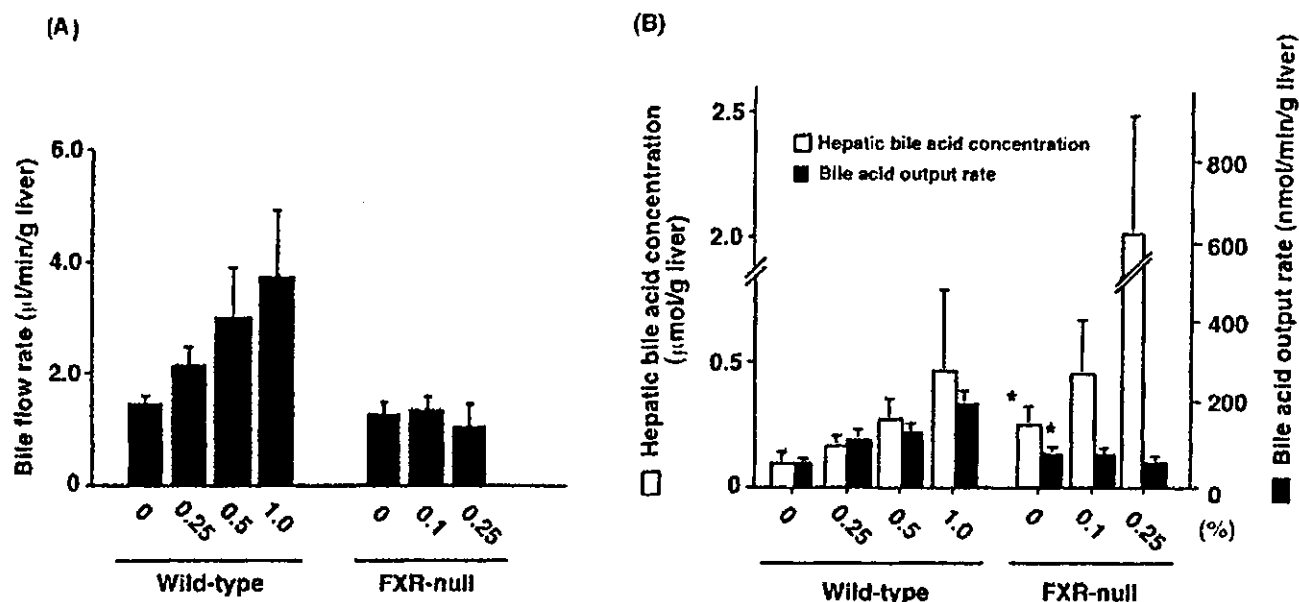 (A)
Bile flow rate (μl/min/g liver)
6.0
4.0
2.0
0
0
0.25
0.5
1.0
0
0.1
0.25
Wild-type
FXR-null
(B)
Hepatic bile acid concentration
(μmol/g liver)
2.5
2.0
0.5
0
Hepatic bile acid concentration
Bile acid output rate
*
*
800
600
400
200
0
Bile acid output rate (nmol/min/g liver)
0
0.25
0.5
1.0
0
0.1
0.25
(%)
Wild-type
FXR-null